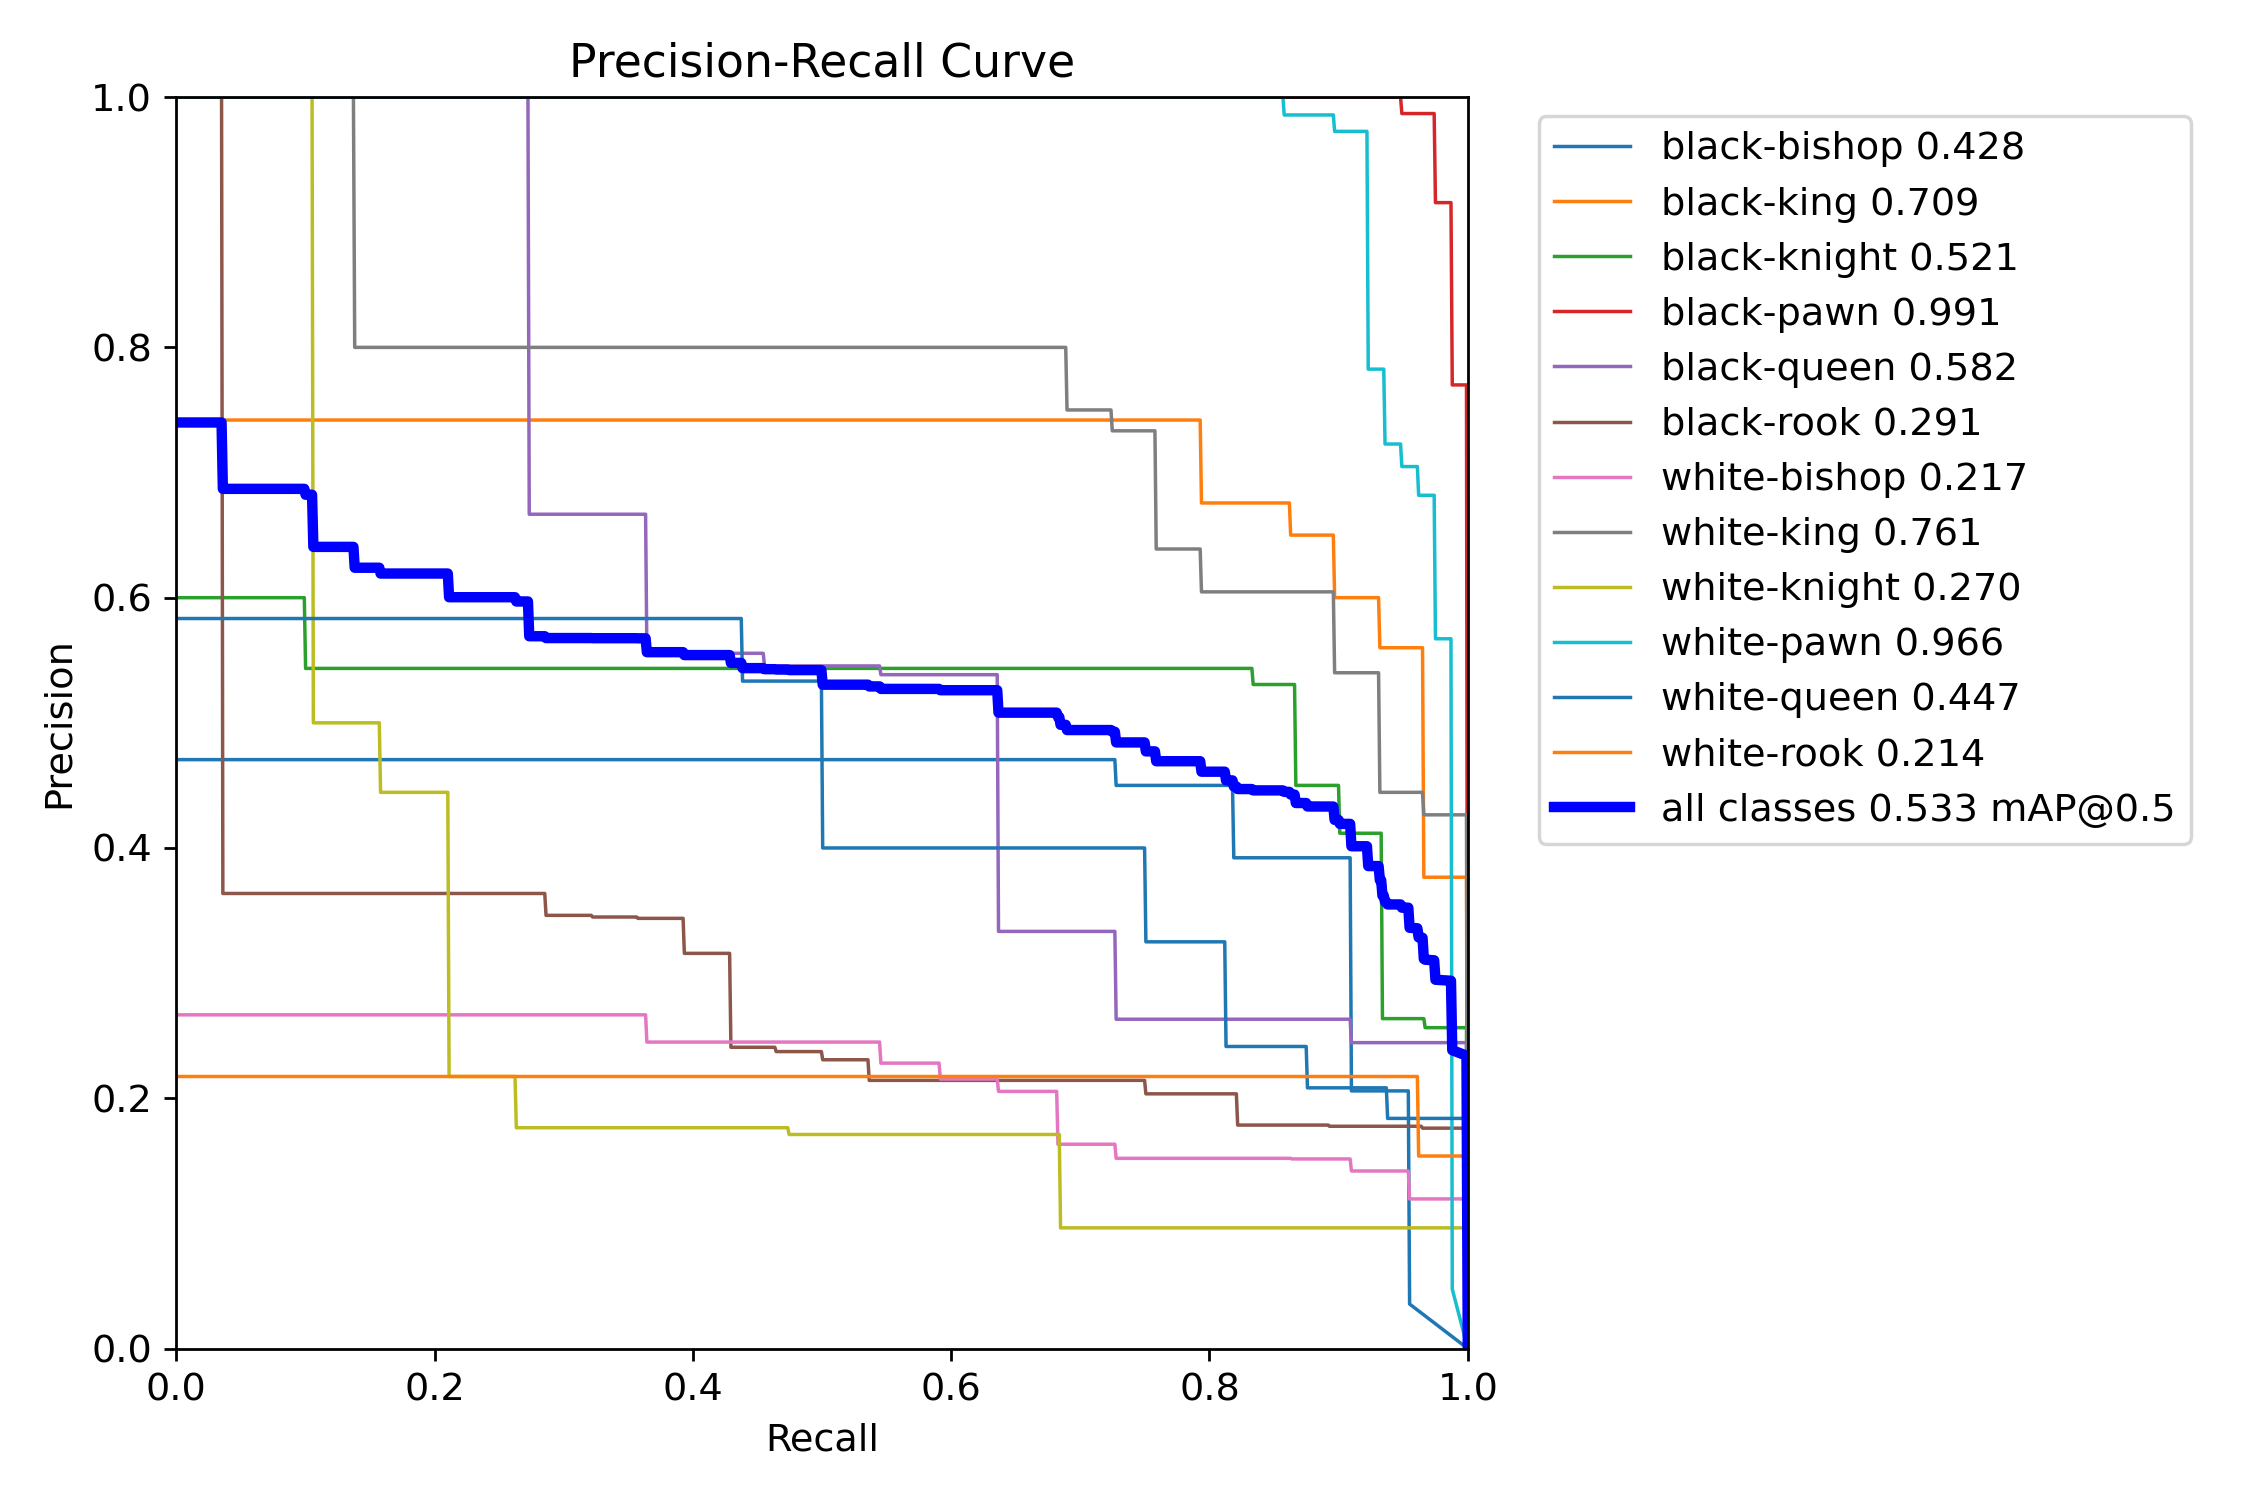 Precision-Recall Curve
1.0
0.8
0.6
0.4
0.2
0.0
Precision
0.0 0.2 0.4 0.6 0.8 1.0
Recall
black-bishop 0.428
black-king 0.709
black-knight 0.521
black-pawn 0.991
black-queen 0.582
black-rook 0.291
white-bishop 0.217
white-king 0.761
white-knight 0.270
white-pawn 0.966
white-queen 0.447
white-rook 0.214
all classes 0.533 mAP@0.5